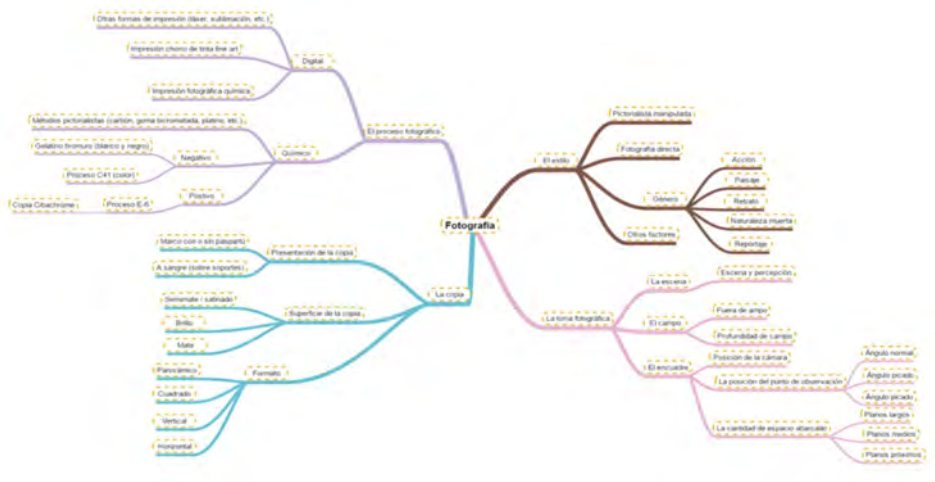 Otras formas de impresión (láser, sublimación, etc.)
Impresión chorro de tinta fine art
Digital
Impresión fotográfica química
El proceso fotográfico
Métodos pictorialistas (carbón, goma bicromatada, platino, etc.)
Gelatino bromuro (blanco y negro)
Negativo
Químico
Proceso C41 (color)
Positivo
Copia Cibachrome
Proceso E-6
Fotografía
Marco con o sin paspartú
Presentación de la copia
A sangre (sobre soportes)
La copia
Semimate / satinado
Superficie de la copia
Brillo
Mate
Panorámico
Formato
Cuadrado
Vertical
Horizontal
El estilo
Pictorialista manipulada
Fotografía directa
Género
Acción
Paisaje
Retrato
Naturaleza muerta
Reportaje
Otros factores
La toma fotográfica
La escena
Escena y percepción
El campo
Fuera de ampo
Profundidad de campo
El encuadre
Posición de la cámara
La posición del punto de observación
Ángulo normal
Ángulo picado
Ángulo picado
La cantidad de espacio abarcado
Planos largos
Planos medios
Planos próximos